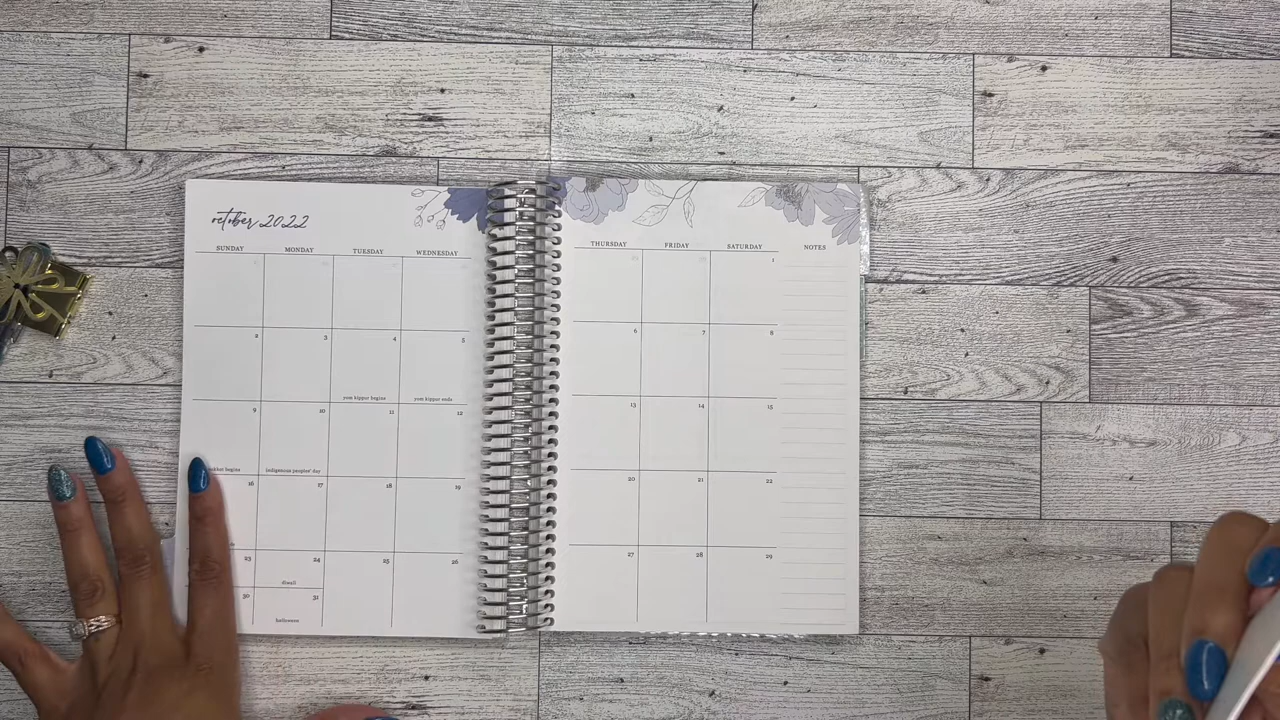 october 2022
SUNDAY MONDAY TUESDAY WEDNESDAY THURSDAY FRIDAY SATURDAY NOTES
1
2 3 4 5 6 7 8
yom kippur begins yom kippur ends
9 10 11 12 13 14 15
begins indigenous peoples' day
16 17 18 19 20 21 22
23 24 25 26 27 28 29
diwali
30 31
halloween